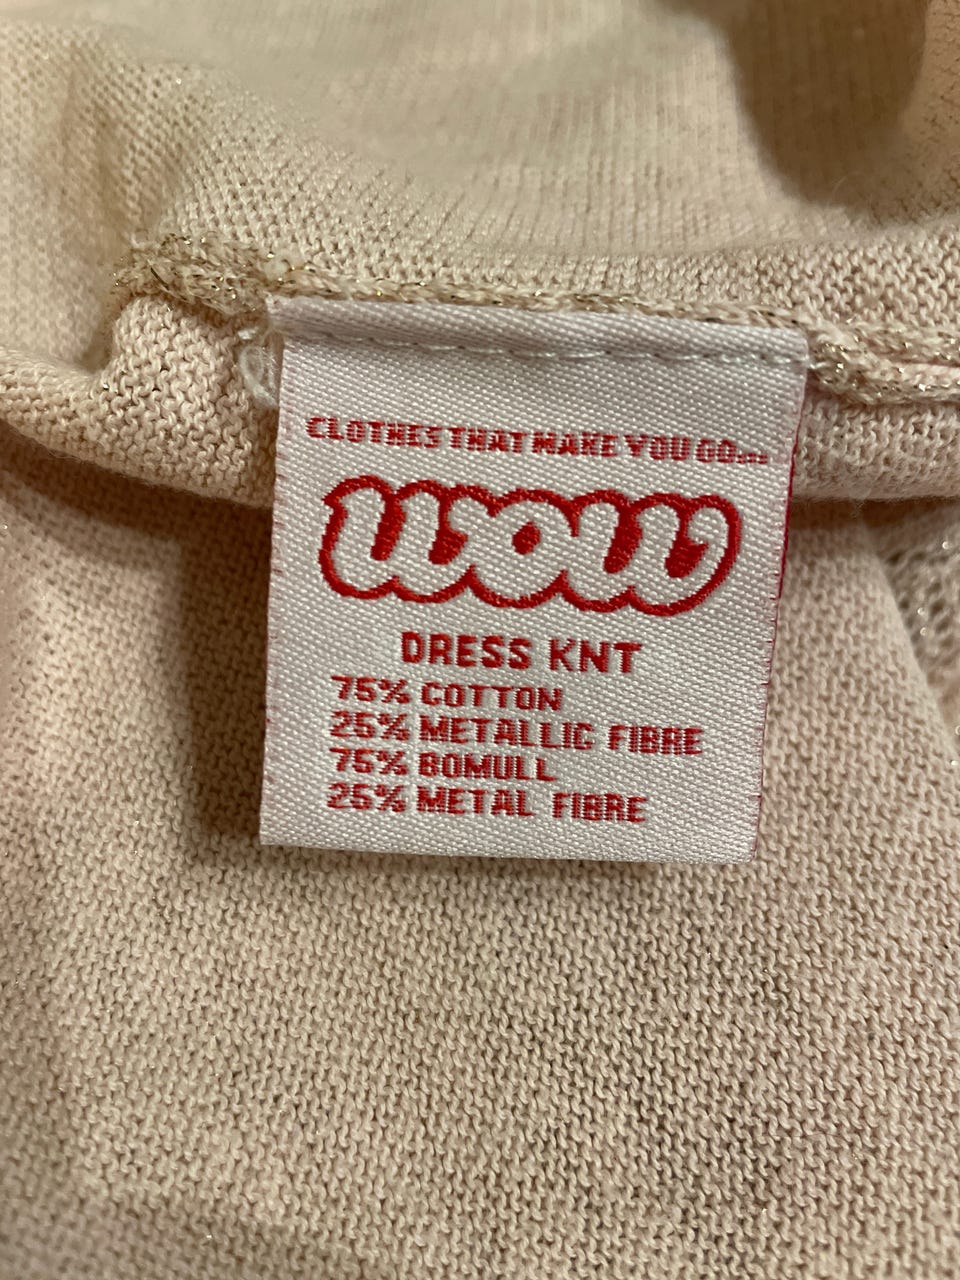 CLOTHES THAT MAKE YOU GO...
WOW
DRESS KNT
75% COTTON
25% METALLIC FIBRE
75% BOMULL
25% METAL FIBRE